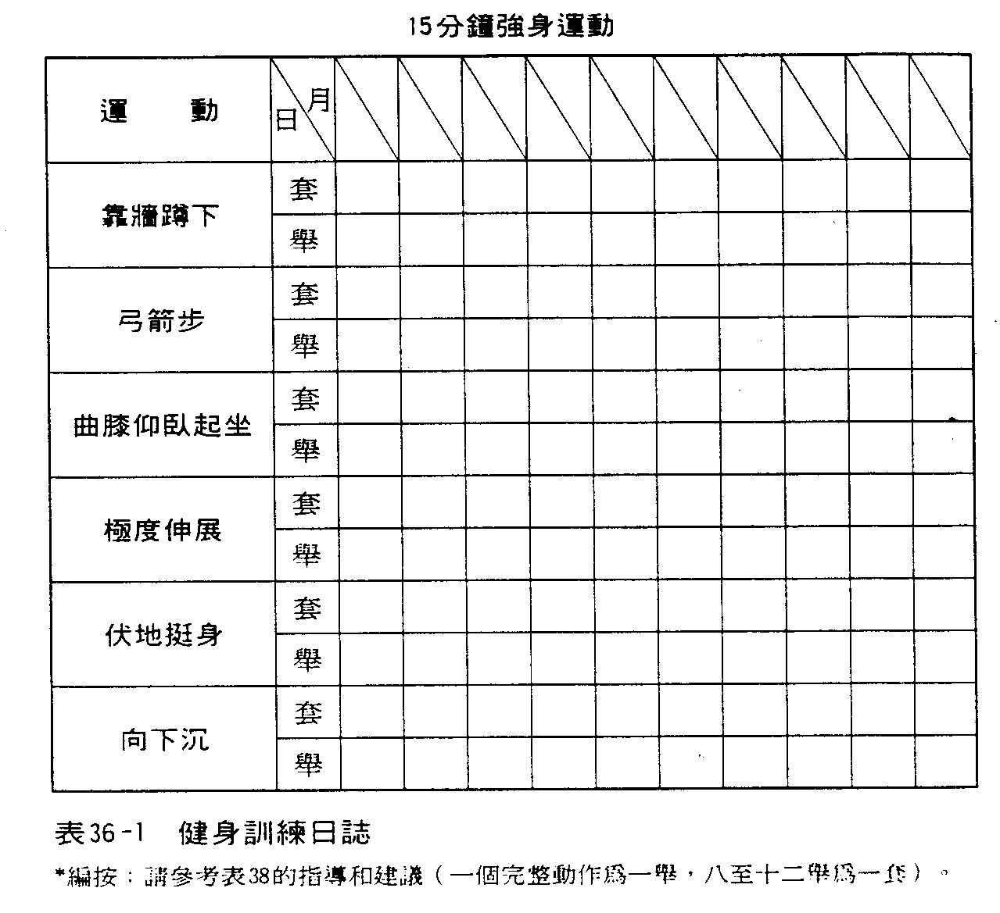 15分鐘強身運動
運 動 日 月
靠牆蹲下 套
舉
弓箭步 套
舉
曲膝仰臥起坐 套
舉
極度伸展 套
舉
伏地挺身 套
舉
向下沉 套
舉
表36-1 健身訓練日誌
*編按：請參考表38的指導和建議（一個完整動作爲一舉，八至十二舉爲一套）。